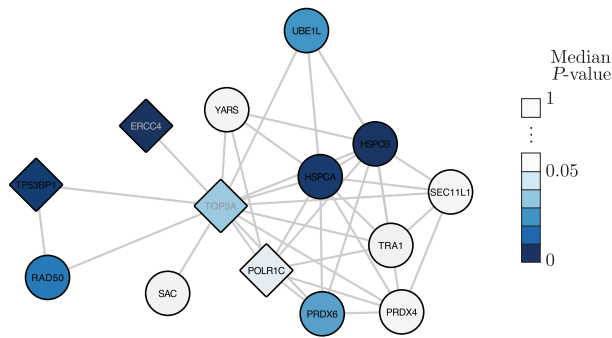 UBE1L
Median
P-value
1
YARS
ERCC4
HSPCB
0.05
HSPCA
TP53BP1
SEC11L1
TOP3A
TRA1
0
POLR1C
RAD50
SAC
PRDX6
PRDX4